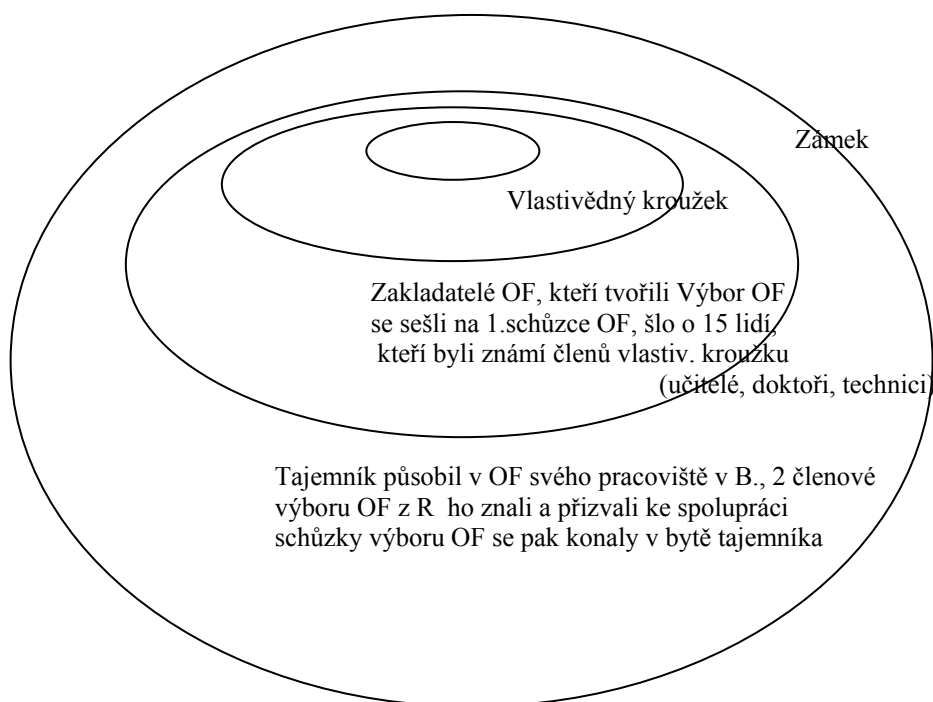 Zámek
Vlastivědný kroužek
Zakladatelé OF, kteří tvořili Výbor OF
se sešli na 1.schůzce OF, šlo o 15 lidí,
kteří byli známí členů vlastiv. kroužku
(učitelé, doktoři, technici)
Tajemník působil v OF svého pracoviště v B., 2 členové
výboru OF z R ho znali a přizvali ke spolupráci
schůzky výboru OF se pak konaly v bytě tajemníka